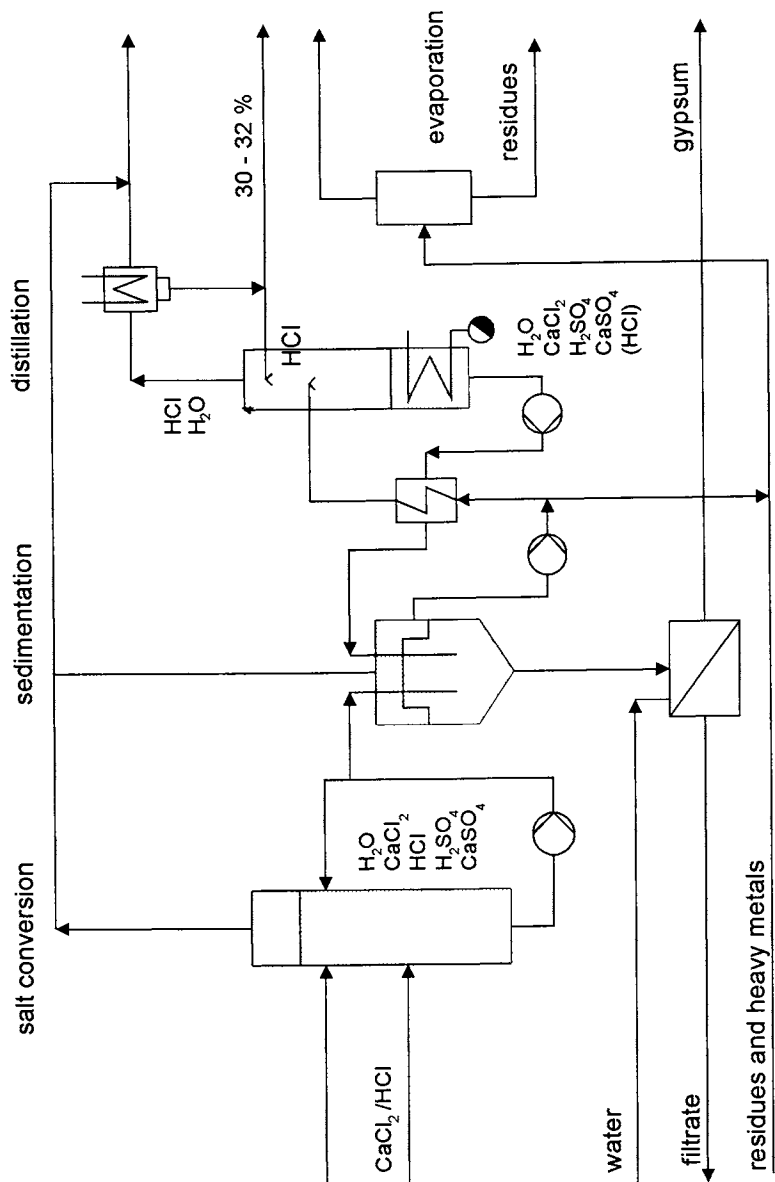 salt conversion
sedimentation
distillation
HCl
H₂O
30 - 32 %
HCl
evaporation
residues
H₂O
CaCl₂
HCl
H₂SO₄
CaSO₄
H₂O
CaCl₂
H₂SO₄
CaSO₄
(HCl)
CaCl₂/HCl
water
filtrate
gypsum
residues and heavy metals